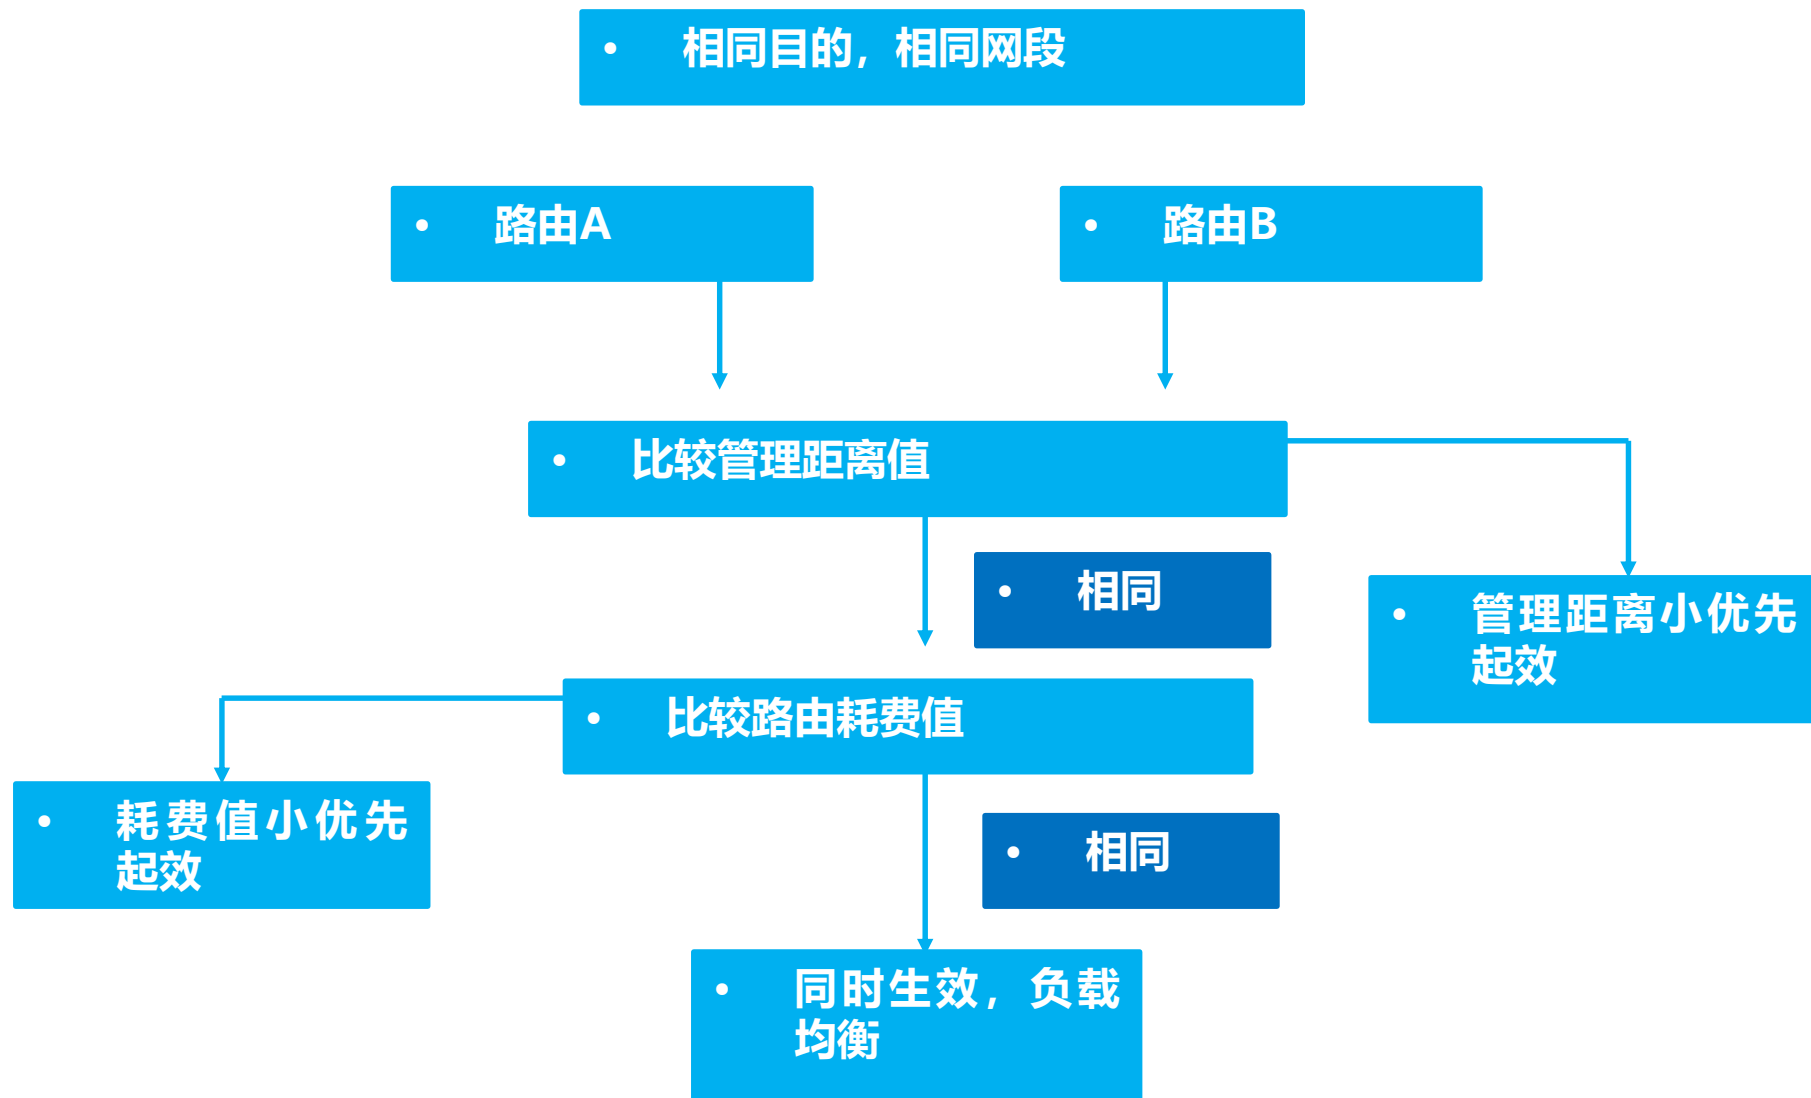 • 相同目的，相同网段
• 路由A
• 路由B
• 比较管理距离值
• 相同
• 管理距离小优先
起效
• 比较路由耗费值
• 耗费值小优先
起效
• 相同
• 同时生效，负载
均衡